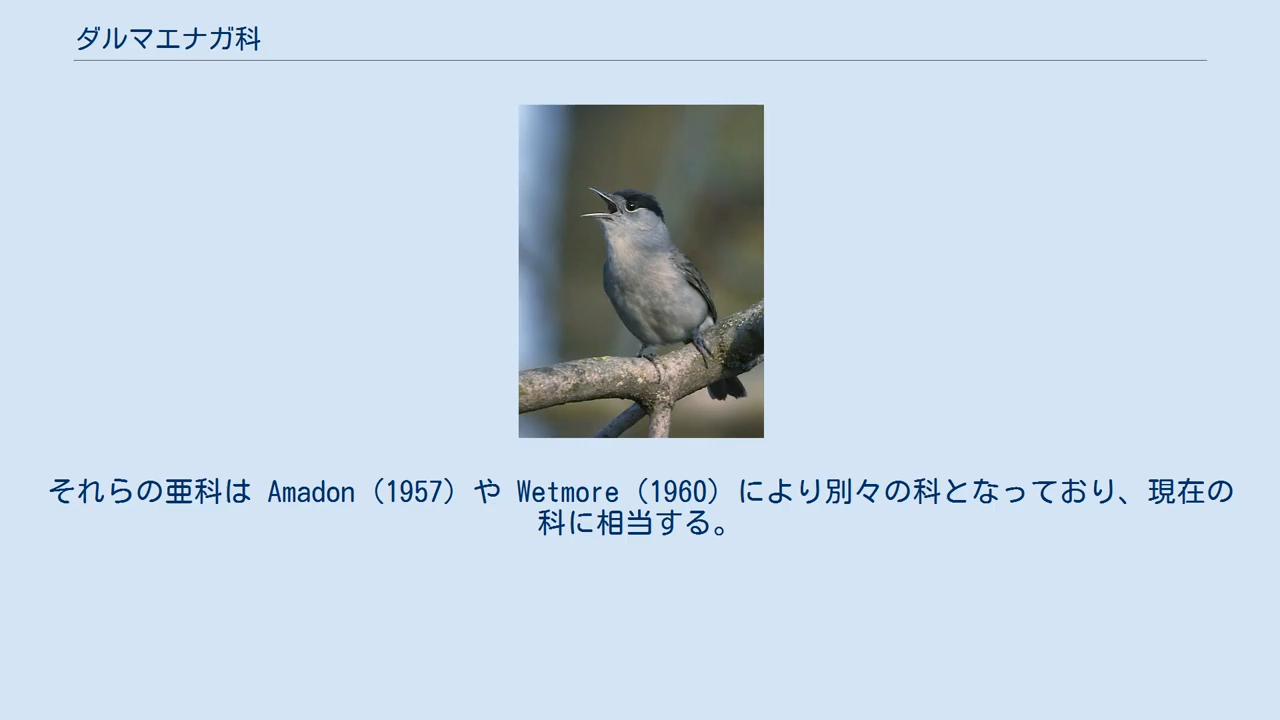 ダルマエナガ科
それらの亜科は Amadon (1957) や Wetmore (1960) により別々の科となっており、現在の
科に相当する。